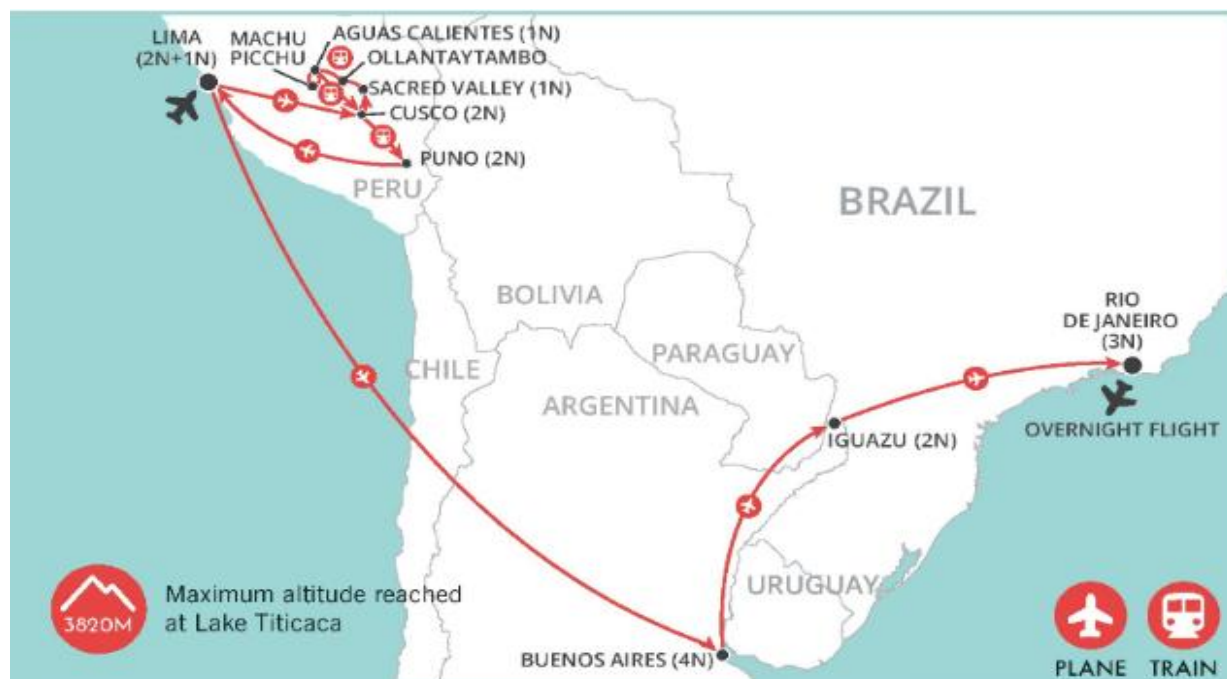 LIMA
(2N+1N)
MACHU
PICCHU
AGUAS CALIENTES (1N)
OLLANTAYTAMBO
SACRED VALLEY (1N)
CUSCO (2N)
PUNO (2N)
PERU
BRAZIL
BOLIVIA
RIO
DE JANEIRO
(3N)
PARAGUAY
CHILE
ARGENTINA
OVERNIGHT FLIGHT
IGUAZU (2N)
URUGUAY
3820M
Maximum altitude reached
at Lake Titicaca
BUENOS AIRES (4N)
PLANE
TRAIN